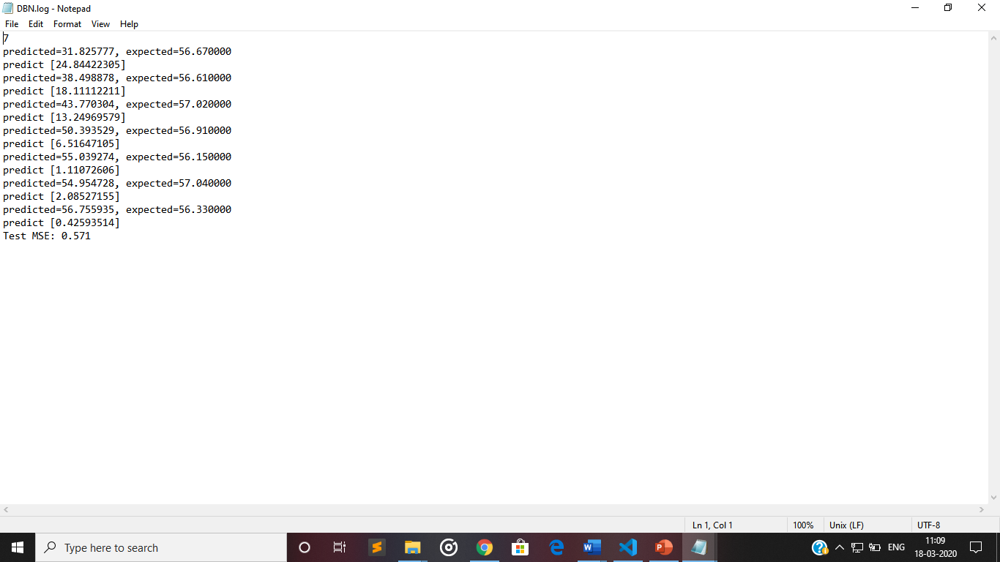 DBN.log - Notepad
File Edit Format View Help
7
predicted=31.825777, expected=56.670000
predict [24.84422305]
predicted=38.498878, expected=56.610000
predict [18.11112211]
predicted=43.770304, expected=57.020000
predict [13.24969579]
predicted=50.393529, expected=56.910000
predict [6.51647105]
predicted=55.039274, expected=56.150000
predict [1.11072606]
predicted=54.954728, expected=57.040000
predict [2.08527155]
predicted=56.755935, expected=56.330000
predict [0.42593514]
Test MSE: 0.571
Ln 1, Col 1 100% Unix (LF) UTF-8
Type here to search
ENG
11:09
18-03-2020